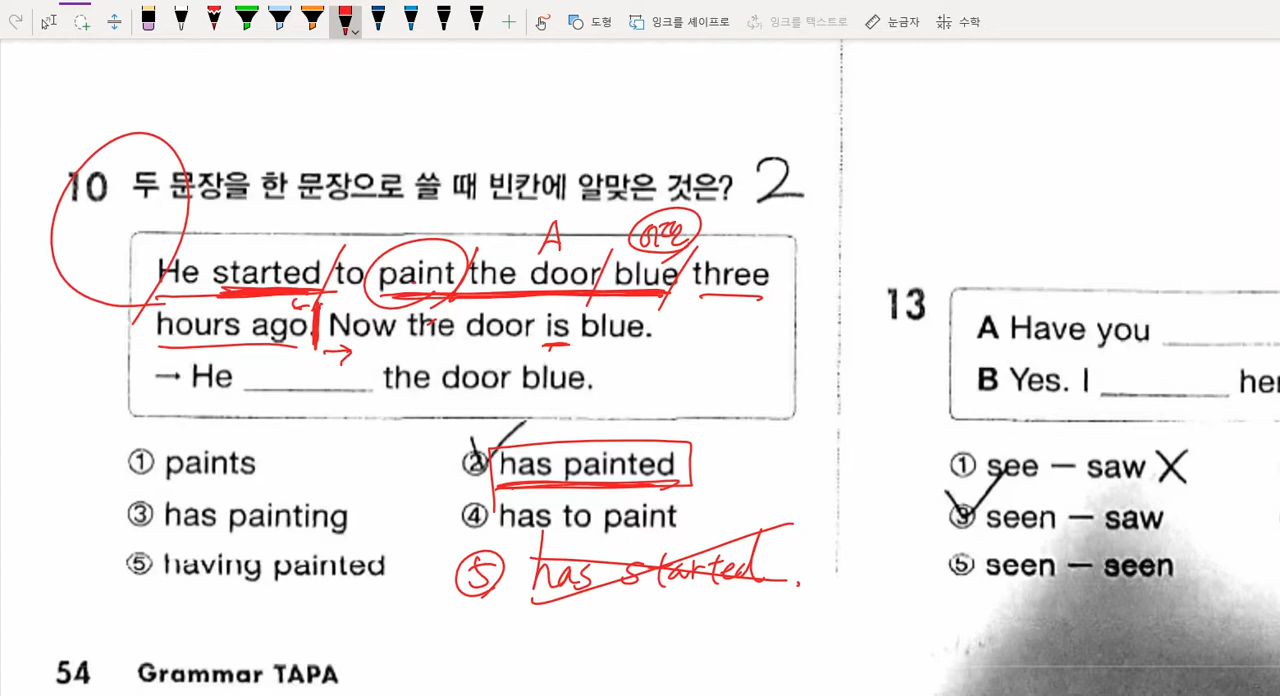 도형
잉크를 셰이프로
잉크를 텍스트로
눈금자
수학
10 두 문장을 한 문장으로 쓸 때 빈칸에 알맞은 것은? 2
A
He started to paint the door blue three
hours ago. Now the door is blue.
→ He ________ the door blue.
① paints
② has painted
③ has painting
④ has to paint
⑤ having painted
⑤ has started.
54 Grammar TAPA
13
A Have you ________
B Yes. I ________ her
① see – saw X
③ seen – saw
⑤ seen – seen